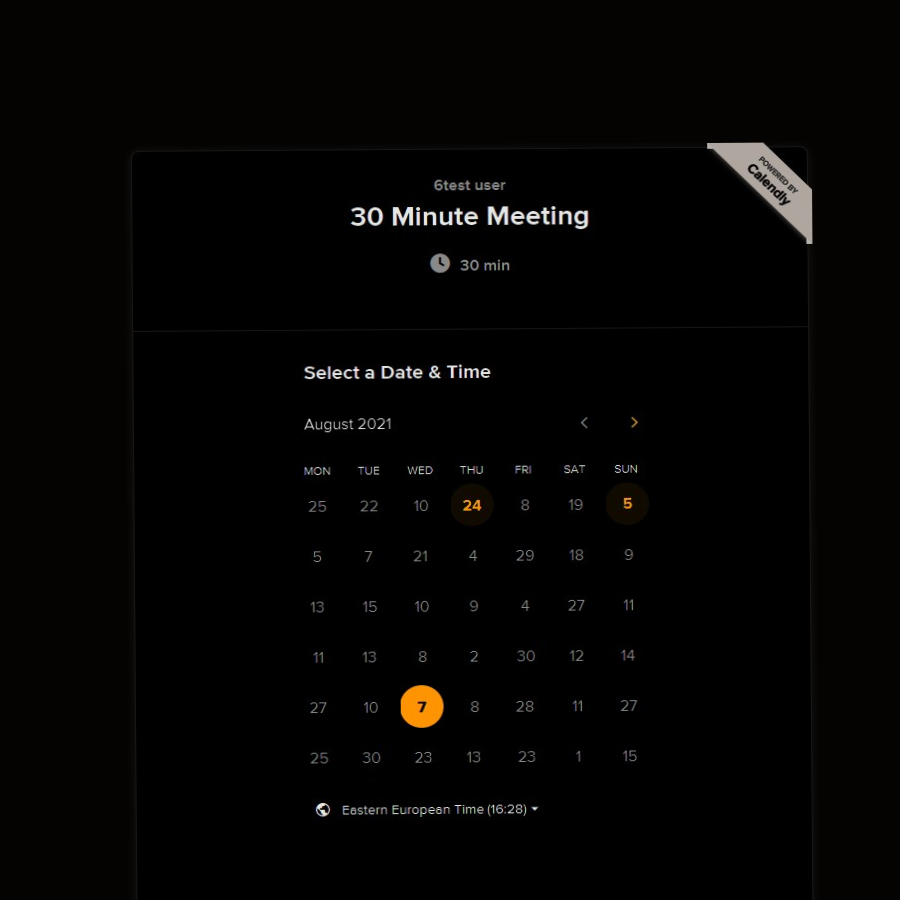 POWERED BY
Calendly
6test user
30 Minute Meeting
30 min
Select a Date & Time
August 2021
MON TUE WED THU FRI SAT SUN
25 22 10 24 8 19 5
5 7 21 4 29 18 9
13 15 10 9 4 27 11
11 13 8 2 30 12 14
27 10 7 8 28 11 27
25 30 23 13 23 1 15
Eastern European Time (16:28)